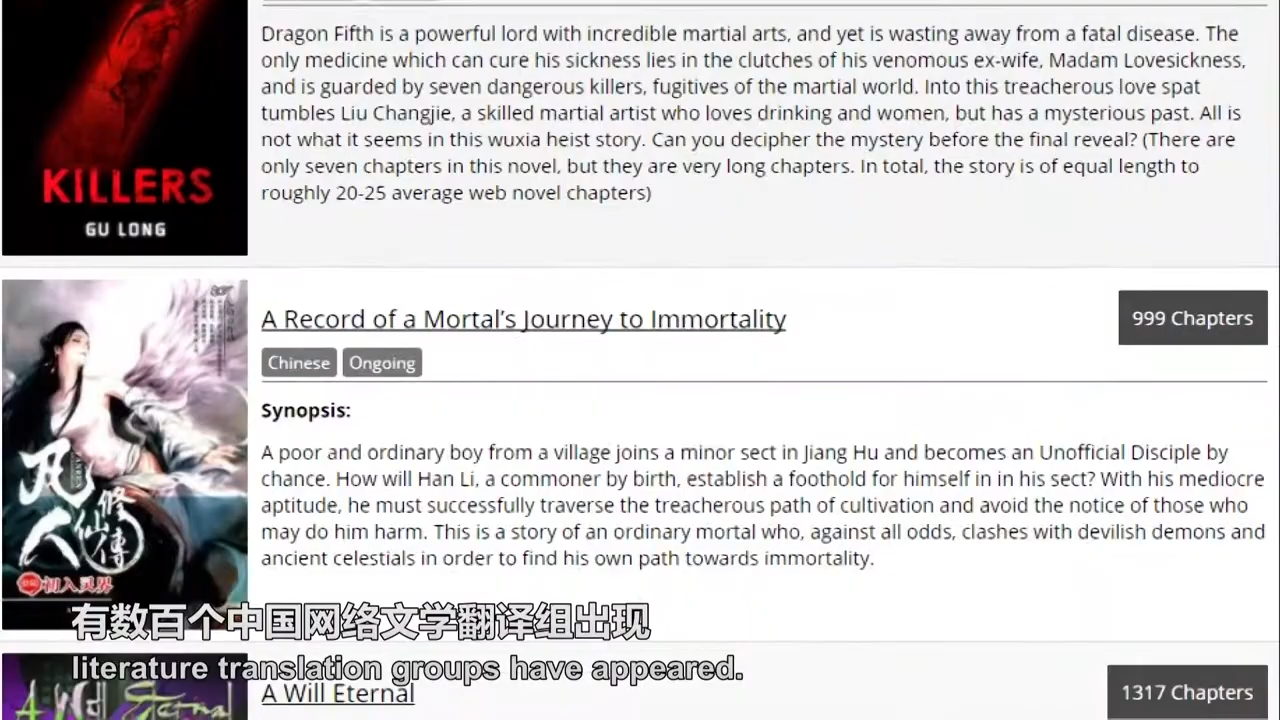 Dragon Fifth is a powerful lord with incredible martial arts, and yet is wasting away from a fatal disease. The
only medicine which can cure his sickness lies in the clutches of his venomous ex-wife, Madam Lovesickness,
and is guarded by seven dangerous killers, fugitives of the martial world. Into this treacherous love spat
tumbles Liu Changjie, a skilled martial artist who loves drinking and women, but has a mysterious past. All is
not what it seems in this wuxia heist story. Can you decipher the mystery before the final reveal? (There are
only seven chapters in this novel, but they are very long chapters. In total, the story is of equal length to
roughly 20-25 average web novel chapters)
KILLERS
GU LONG
A Record of a Mortal's Journey to Immortality
999 Chapters
Chinese
Ongoing
Synopsis:
A poor and ordinary boy from a village joins a minor sect in Jiang Hu and becomes an Unofficial Disciple by
chance. How will Han Li, a commoner by birth, establish a foothold for himself in in his sect? With his mediocre
aptitude, he must successfully traverse the treacherous path of cultivation and avoid the notice of those who
may do him harm. This is a story of an ordinary mortal who, against all odds, clashes with devilish demons and
ancient celestials in order to find his own path towards immortality.
凡人
修仙傳
初入灵界
有数百个中国网络文学翻译组出现
literature translation groups have appeared.
A Will Eternal
A Will Eternal
1317 Chapters